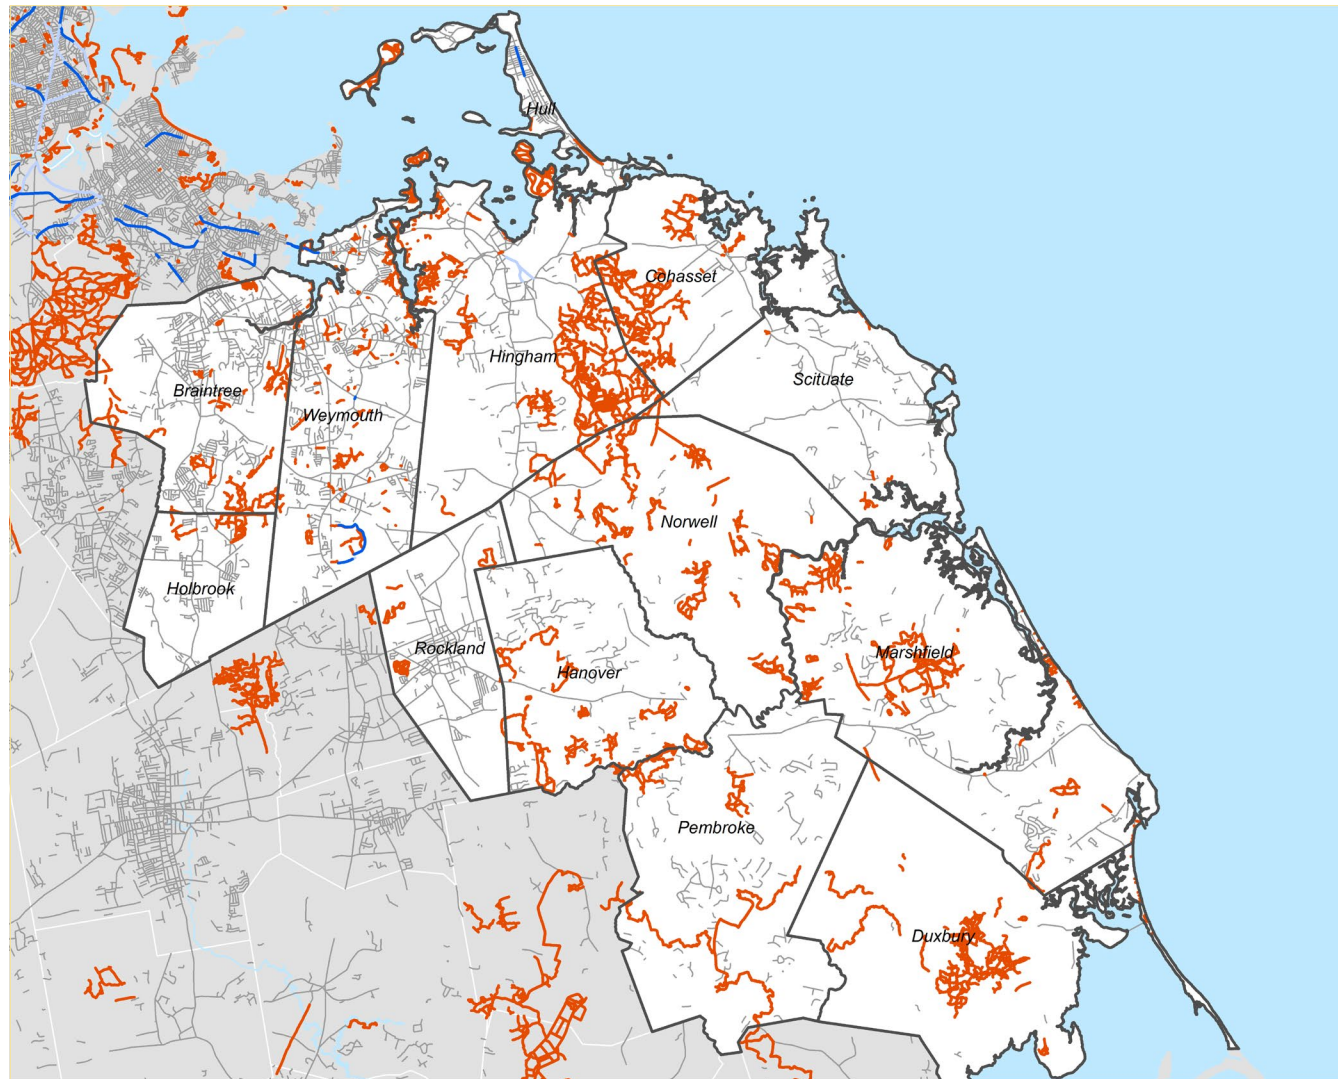 Hull
Cohasset
Hingham
Scituate
Braintree
Weymouth
Norwell
Holbrook
Rockland
Marshfield
Hanover
Pembroke
Duxbury